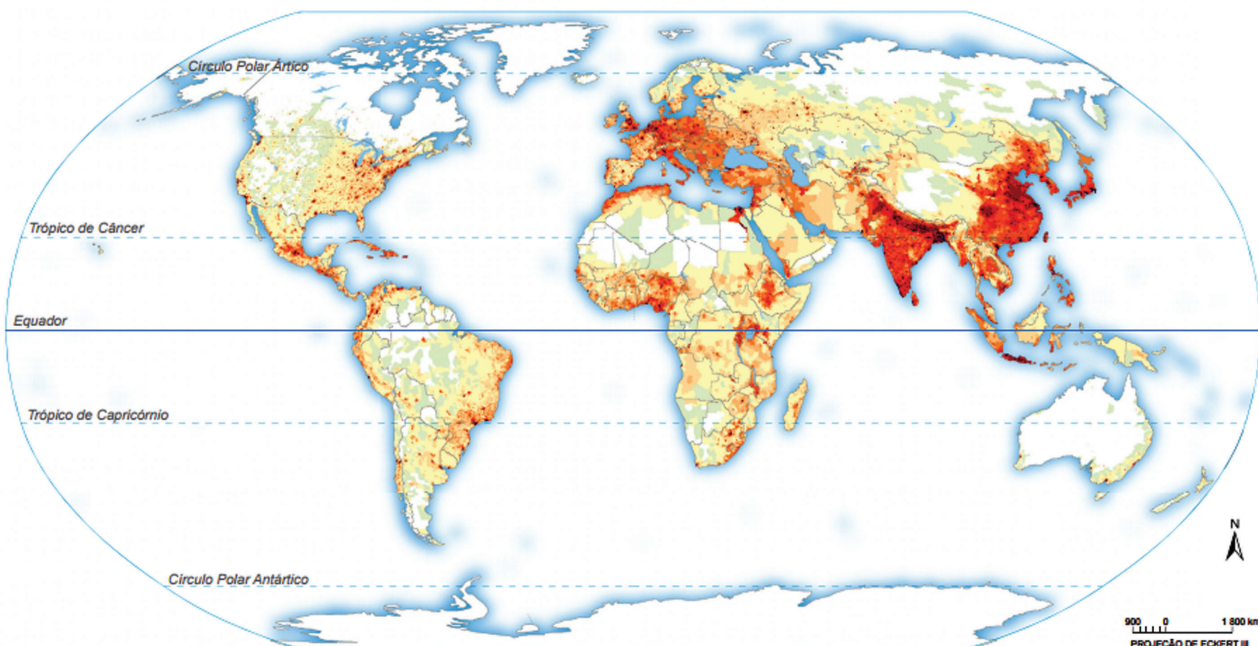 Círculo Polar Ártico
Trópico de Câncer
Equador
Trópico de Capricórnio
Círculo Polar Antártico
N
900 0 1 800 km
PROJEÇÃO DE ECKERT III